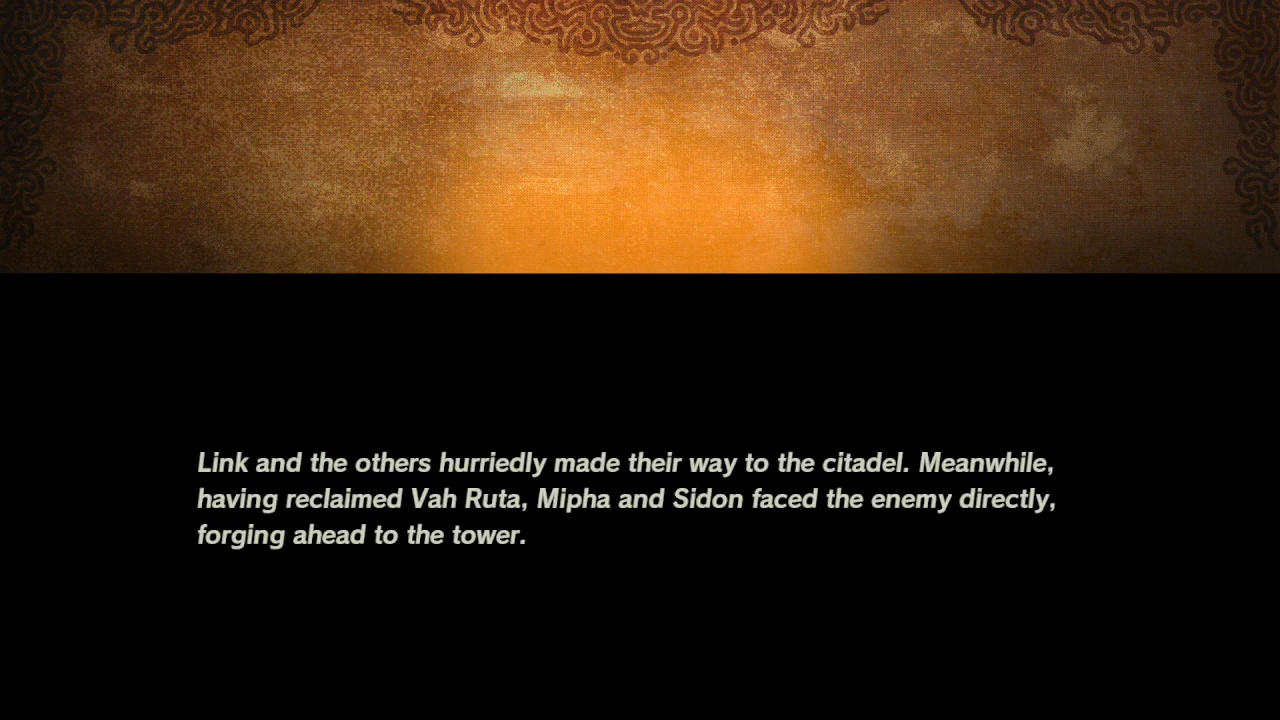 Link and the others hurriedly made their way to the citadel. Meanwhile,
having reclaimed Vah Ruta, Mipha and Sidon faced the enemy directly,
forging ahead to the tower.